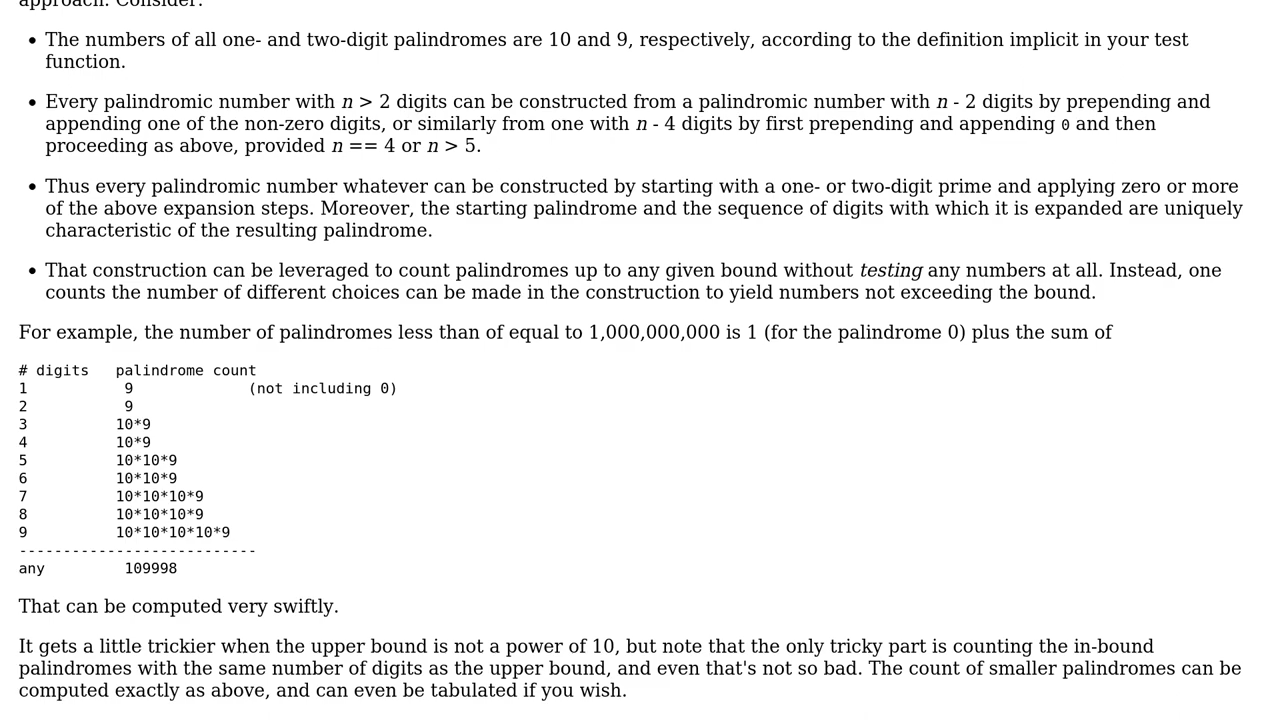 approach. Consider:
• The numbers of all one- and two-digit palindromes are 10 and 9, respectively, according to the definition implicit in your test
function.
• Every palindromic number with n > 2 digits can be constructed from a palindromic number with n - 2 digits by prepending and
appending one of the non-zero digits, or similarly from one with n - 4 digits by first prepending and appending 0 and then
proceeding as above, provided n == 4 or n > 5.
• Thus every palindromic number whatever can be constructed by starting with a one- or two-digit prime and applying zero or more
of the above expansion steps. Moreover, the starting palindrome and the sequence of digits with which it is expanded are uniquely
characteristic of the resulting palindrome.
• That construction can be leveraged to count palindromes up to any given bound without testing any numbers at all. Instead, one
counts the number of different choices can be made in the construction to yield numbers not exceeding the bound.
For example, the number of palindromes less than of equal to 1,000,000,000 is 1 (for the palindrome 0) plus the sum of
# digits   palindrome count
1           9             (not including 0)
2           9
3          10*9
4          10*9
5          10*10*9
6          10*10*9
7          10*10*10*9
8          10*10*10*9
9          10*10*10*10*9
---------------------------
any         109998
That can be computed very swiftly.
It gets a little trickier when the upper bound is not a power of 10, but note that the only tricky part is counting the in-bound
palindromes with the same number of digits as the upper bound, and even that's not so bad. The count of smaller palindromes can be
computed exactly as above, and can even be tabulated if you wish.